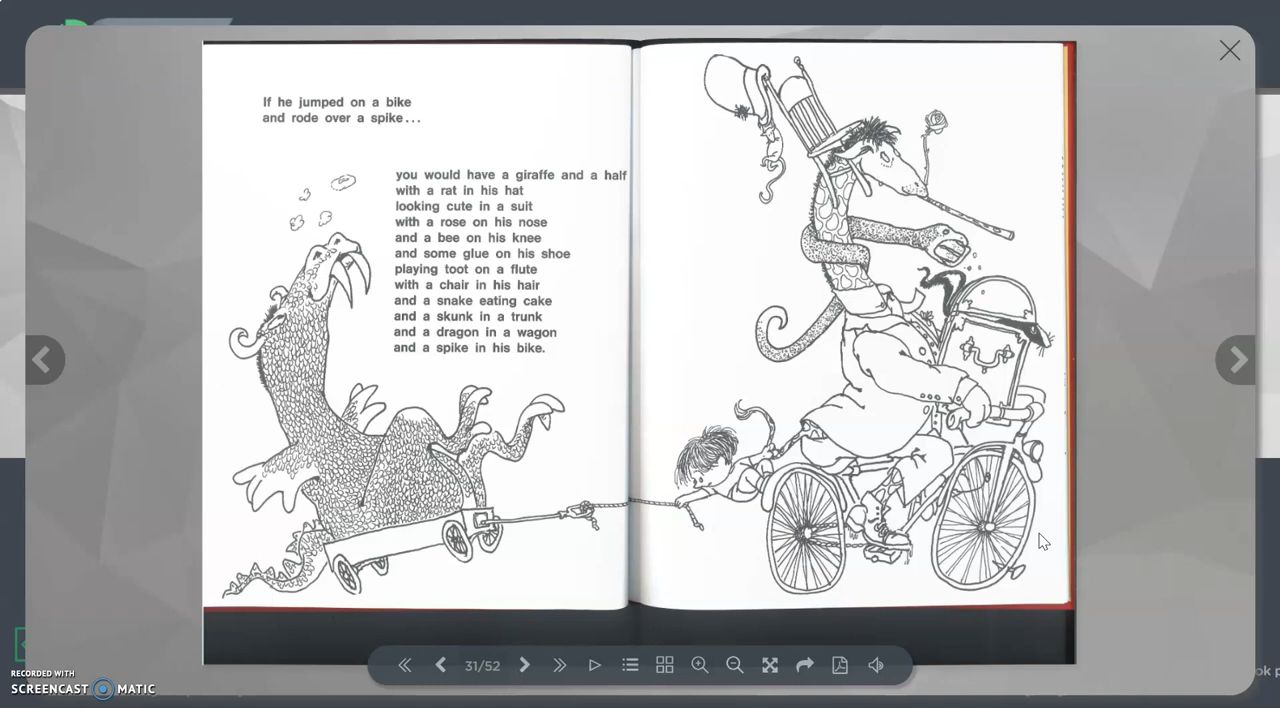 If he jumped on a bike
and rode over a spike...
you would have a giraffe and a half
with a rat in his hat
looking cute in a suit
with a rose on his nose
and a bee on his knee
and some glue on his shoe
playing toot on a flute
with a chair in his hair
and a snake eating cake
and a skunk in a trunk
and a dragon in a wagon
and a spike in his bike.
31/52
RECORDED WITH
SCREENCAST MATIC
ok p